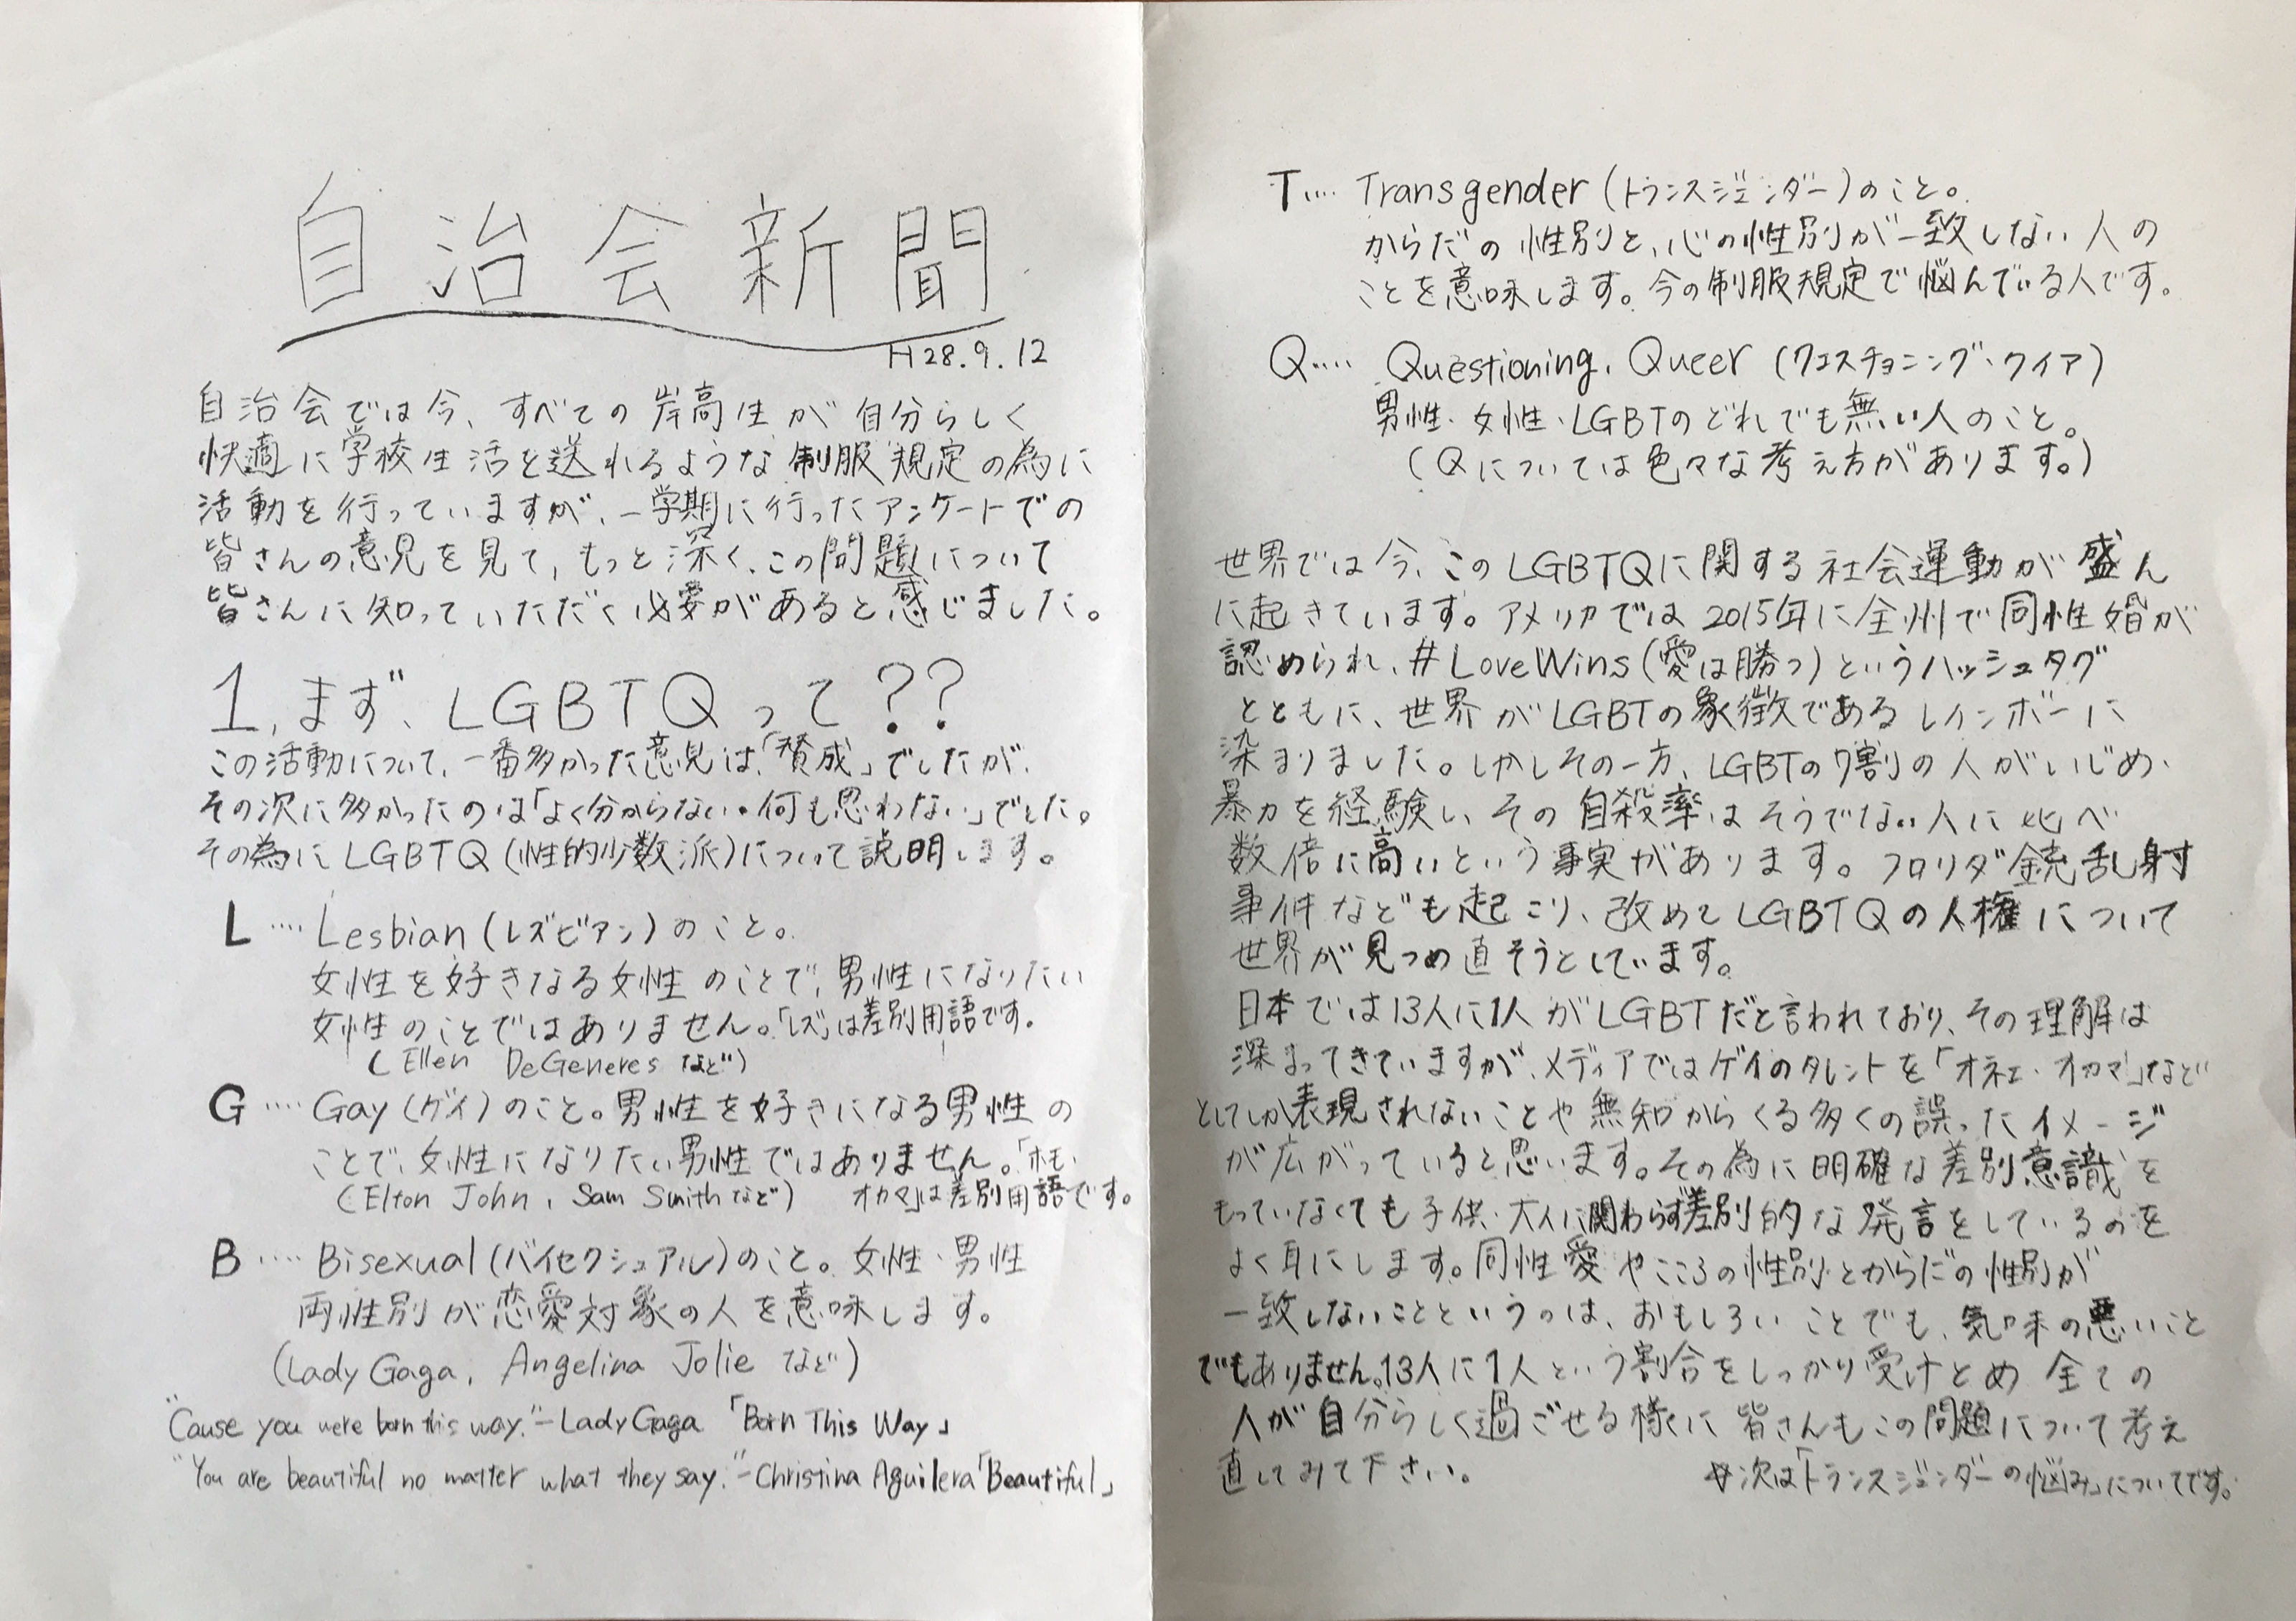 自治会新聞
H28.9.12
自治会では今、すべての岸高生が自分らしく
快適に学校生活を送れるような制服規定の為に
活動を行っていますが、一学期に行ったアンケートでの
皆さんの意見を見て、もっと深く、この問題について
皆さんに知っていただく必要があると感じました。
1, まず、LGBTQって??
この活動について、一番多かった意見は、「賛成」でしたが、
その次に多かったのは「よく分からない・何も思わない」でした。
その為にLGBTQ(性的少数派)について説明します。
L‥‥ Lesbian(レズビアン)のこと。
女性を好きなる女性のことで、男性になりたい
女性のことではありません。「レズ」は差別用語です。
(Ellen DeGeneres など)
G‥‥ Gay(ゲイ)のこと。男性を好きになる男性の
ことで、女性になりたい男性ではありません。「ホモ・
(Elton John, Sam Smithなど) オカマ」は差別用語です。
B‥‥ Bisexual(バイセクシュアル)のこと。女性・男性
両性別が恋愛対象の人を意味します。
(Lady Gaga, Angelina Jolie など)
"Cause you were born this way."－Lady Gaga「Born This Way」
"You are beautiful no matter what they say."－Christina Aguilera「Beautiful」
T‥‥ Transgender(トランスジェンダー)のこと。
からだの性別と、心の性別が一致しない人の
ことを意味します。今の制服規定で悩んでいる人です。
Q‥‥ Questioning, Queer(クエスチョニング・クイア)
男性・女性・LGBTのどれでも無い人のこと。
(Qについては色々な考え方があります。)
世界では今、このLGBTQに関する社会運動が盛ん
に起きています。アメリカでは2015年に全州で同性婚が
認められ、#LoveWins(愛は勝つ)というハッシュタグ
とともに、世界がLGBTの象徴であるレインボーに
染まりました。しかしその一方、LGBTの7割の人がいじめ・
暴力を経験し、その自殺率はそうでない人に比べ
数倍に高いという事実があります。フロリダ銃乱射
事件なども起こり、改めてLGBTQの人権について
世界が見つめ直そうとしています。
日本では13人に1人がLGBTだと言われており、その理解は
深まってきていますが、メディアではゲイのタレントを「オネエ・オカマ」など
としてしか表現されないことや無知からくる多くの誤ったイメージ
が広がっていると思います。その為に明確な差別意識を
もっていなくても子供・大人に関わらず差別的な発言をしているのを
よく耳にします。同性愛やこころの性別とからだの性別が
一致しないことというのは、おもしろいことでも、気味の悪いこと
でもありません。13人に1人という割合をしっかり受けとめ 全ての
人が自分らしく過ごせる様に皆さんもこの問題について考え
直してみて下さい。
☆次は「トランスジェンダーの悩み」についてです。